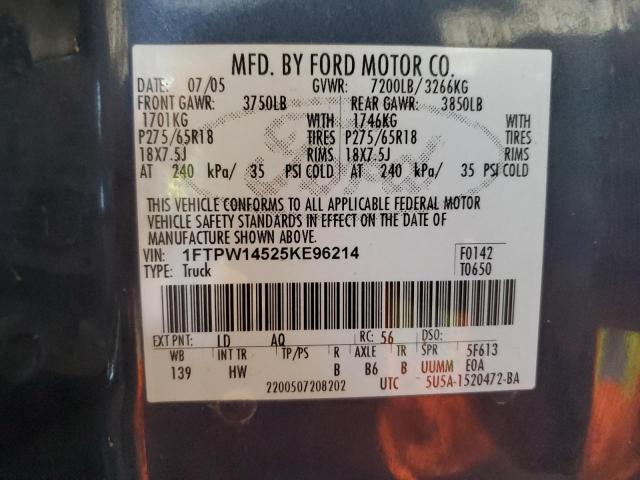 MFD. BY FORD MOTOR CO.
DATE: 07/05 GVWR: 7200LB/3266KG
FRONT GAWR: 3750LB REAR GAWR: 3850LB
1701KG WITH 1746KG WITH
P275/65R18 TIRES P275/65R18 TIRES
18X7.5J RIMS 18X7.5J RIMS
AT 240 kPa/ 35 PSI COLD AT 240 kPa/ 35 PSI COLD
Ford
THIS VEHICLE CONFORMS TO ALL APPLICABLE FEDERAL MOTOR
VEHICLE SAFETY STANDARDS IN EFFECT ON THE DATE OF
MANUFACTURE SHOWN ABOVE.
VIN: 1FTPW14525KE96214 F0142
TYPE: Truck T0650
EXT PNT: LD AQ RC: 56 DSO:
WB INT TR TP/PS R AXLE TR SPR 5F613
139 HW B B6 B UUMM E0A
2200507208202 UTC 5U5A-1520472-BA